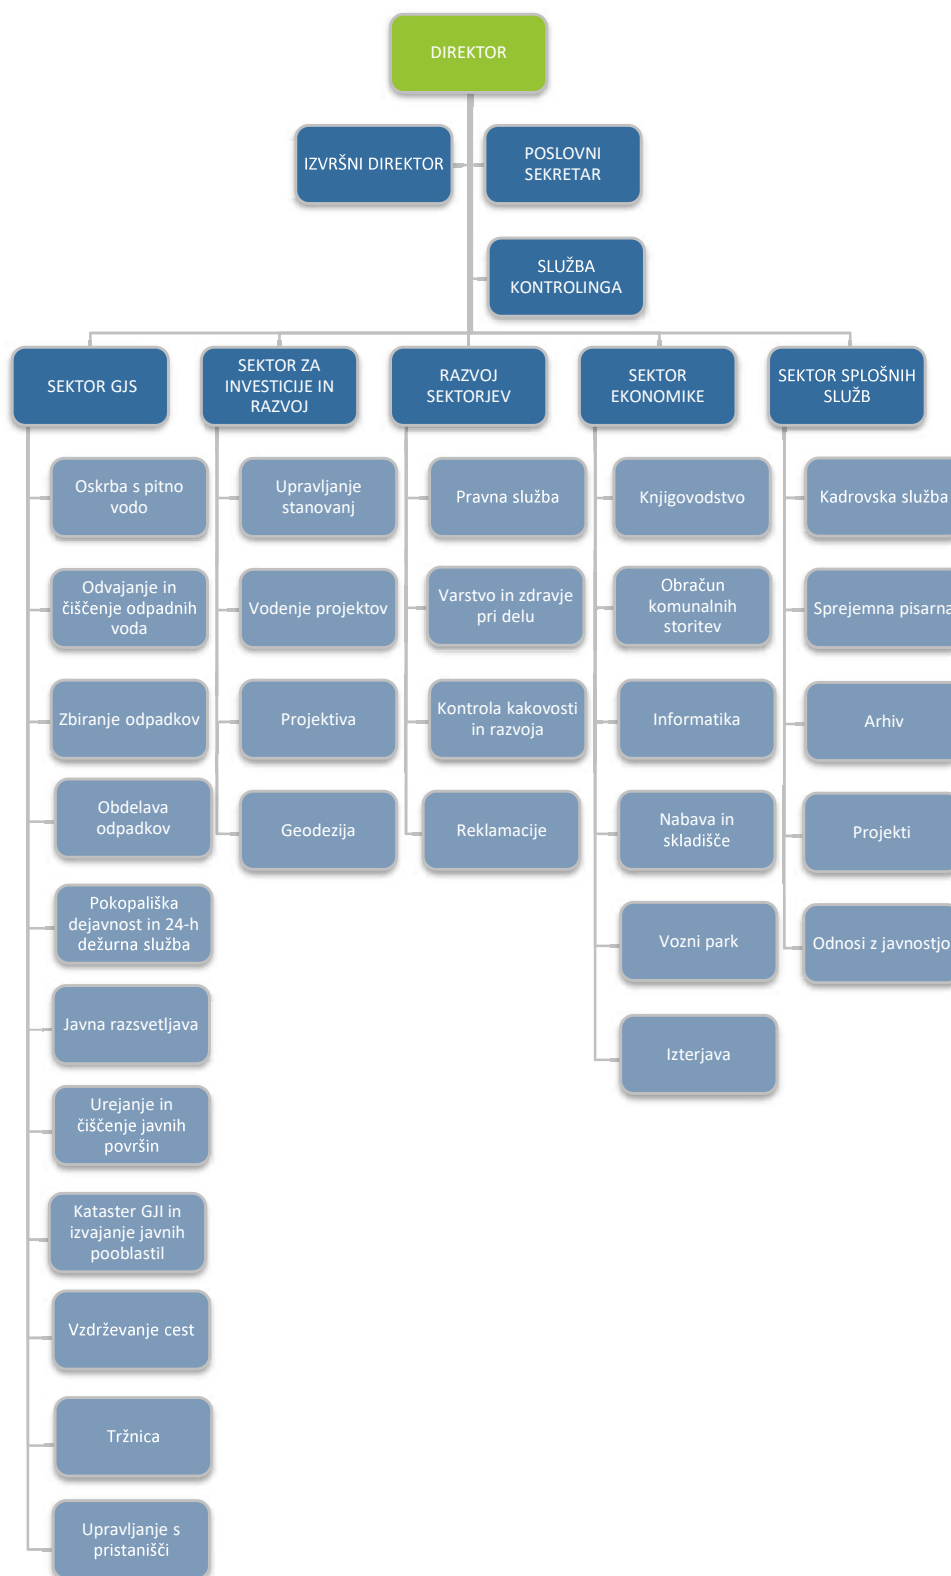 DIREKTOR
IZVRŠNI DIREKTOR
POSLOVNI
SEKRETAR
SLUŽBA
KONTROLINGA
SEKTOR GJS
SEKTOR ZA
INVESTICIJE IN
RAZVOJ
RAZVOJ
SEKTORJEV
SEKTOR
EKONOMIKE
SEKTOR SPLOŠNIH
SLUŽB
Oskrba s pitno
vodo
Odvajanje in
čiščenje odpadnih
voda
Zbiranje odpadkov
Obdelava
odpadkov
Pokopališka
dejavnost in 24-h
dežurna služba
Javna razsvetljava
Urejanje in
čiščenje javnih
površin
Kataster GJI in
izvajanje javnih
pooblastil
Vzdrževanje cest
Tržnica
Upravljanje s
pristanišči
Upravljanje
stanovanj
Vodenje projektov
Projektiva
Geodezija
Pravna služba
Varstvo in zdravje
pri delu
Kontrola kakovosti
in razvoja
Reklamacije
Knjigovodstvo
Obračun
komunalnih
storitev
Informatika
Nabava in
skladišče
Vozni park
Izterjava
Kadrovska služba
Sprejemna pisarna
Arhiv
Projekti
Odnosi z javnostjo